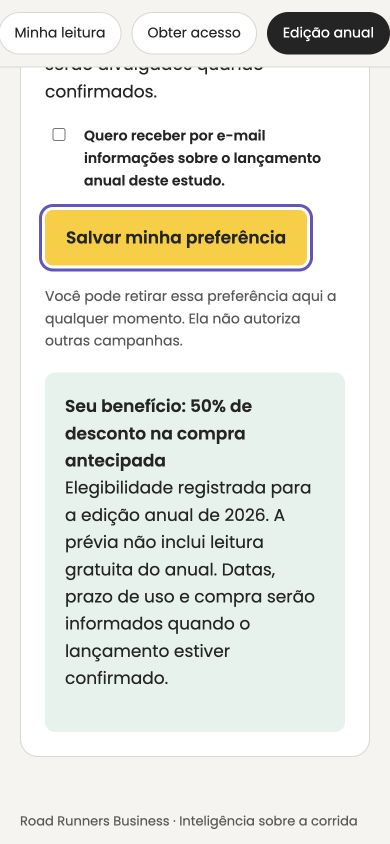 Minha leitura
Obter acesso
Edição anual
serão divulgados quando
confirmados.
Quero receber por e-mail
informações sobre o lançamento
anual deste estudo.
Salvar minha preferência
Você pode retirar essa preferência aqui a
qualquer momento. Ela não autoriza
outras campanhas.
Seu benefício: 50% de
desconto na compra
antecipada
Elegibilidade registrada para
a edição anual de 2026. A
prévia não inclui leitura
gratuita do anual. Datas,
prazo de uso e compra serão
informados quando o
lançamento estiver
confirmado.
Road Runners Business · Inteligência sobre a corrida